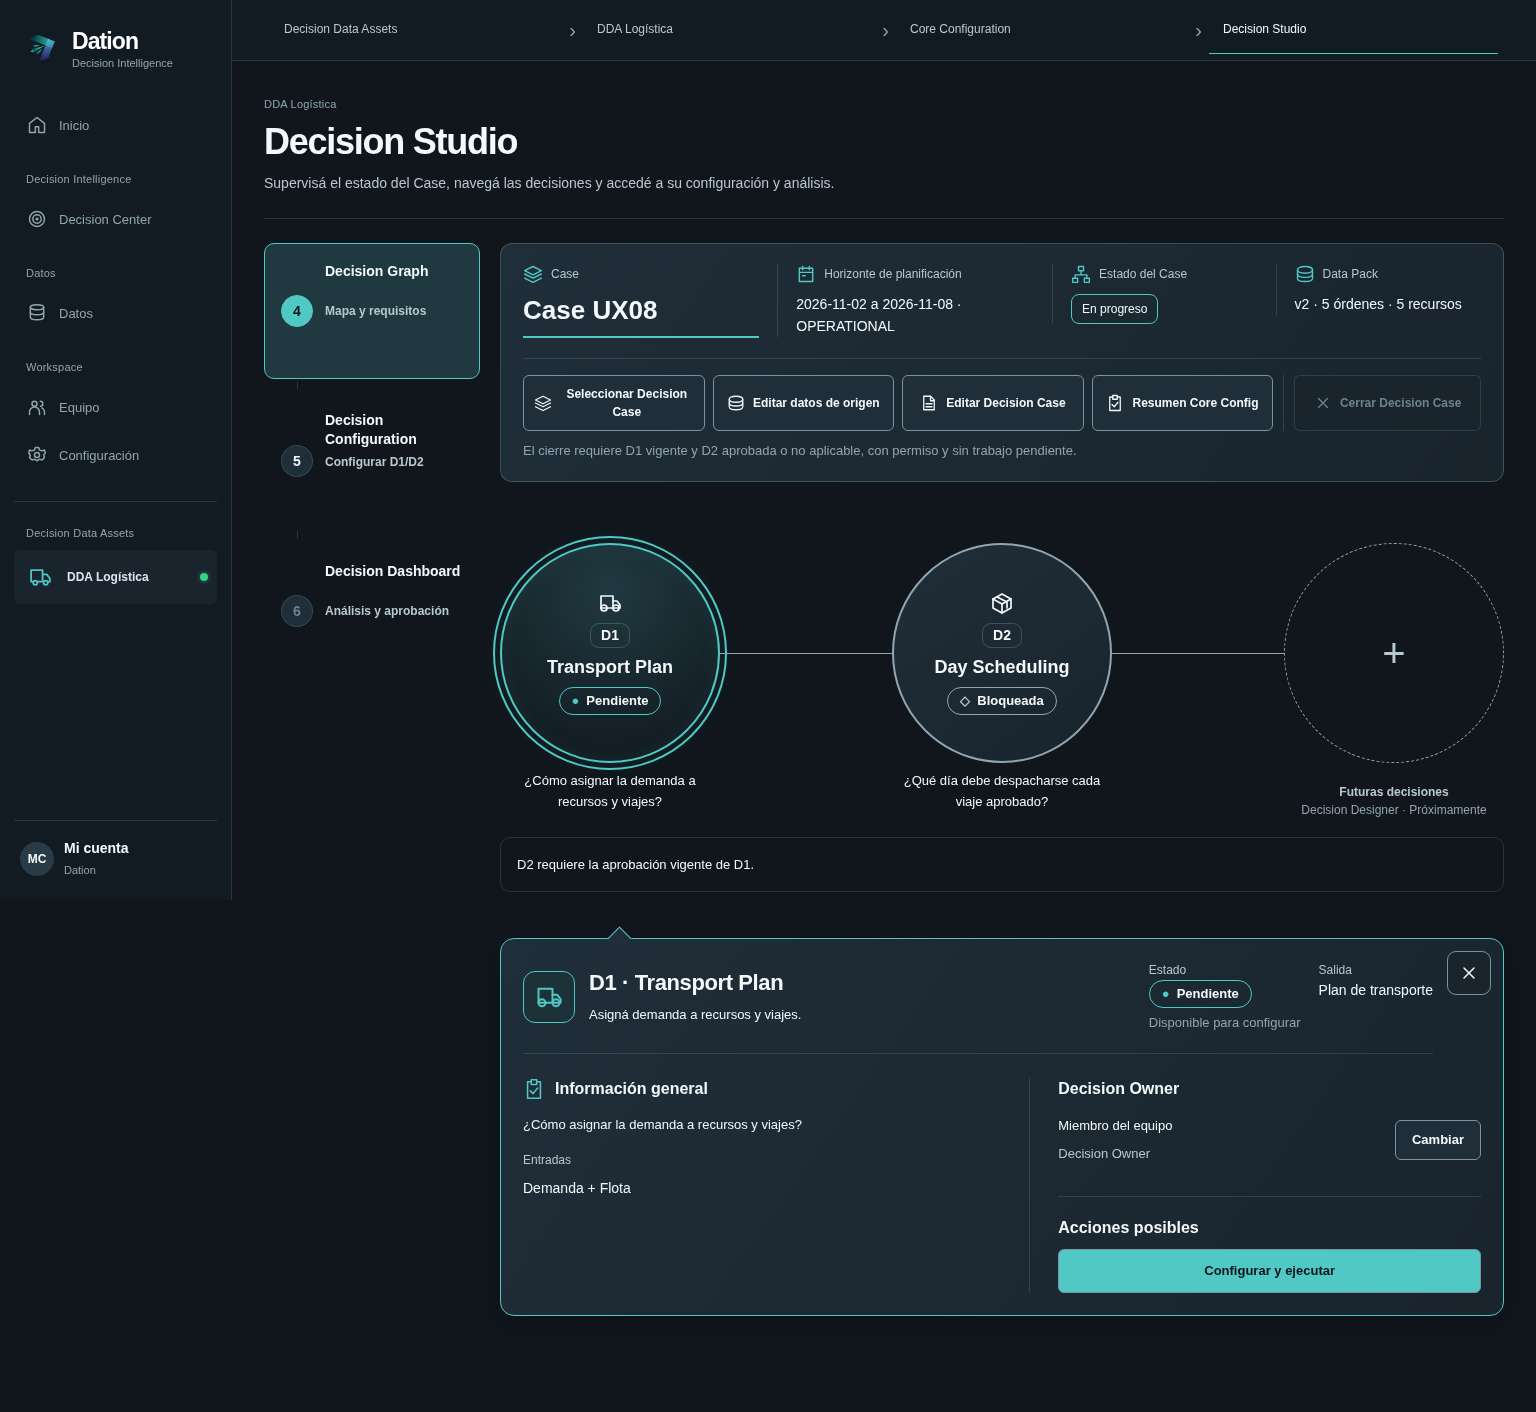 Dation
Decision Intelligence
Inicio
Decision Intelligence
Decision Center
Datos
Datos
Workspace
Equipo
Configuración
Decision Data Assets
DDA Logística
MC
Mi cuenta
Dation
Decision Data Assets › DDA Logística › Core Configuration › Decision Studio
DDA Logística
Decision Studio
Supervisá el estado del Case, navegá las decisiones y accedé a su configuración y análisis.
Decision Graph
4
Mapa y requisitos
Decision
Configuration
5
Configurar D1/D2
Decision Dashboard
6
Análisis y aprobación
Case
Case UX08
Horizonte de planificación
2026-11-02 a 2026-11-08 ·
OPERATIONAL
Estado del Case
En progreso
Data Pack
v2 · 5 órdenes · 5 recursos
Seleccionar Decision
Case
Editar datos de origen
Editar Decision Case
Resumen Core Config
Cerrar Decision Case
El cierre requiere D1 vigente y D2 aprobada o no aplicable, con permiso y sin trabajo pendiente.
D1
Transport Plan
Pendiente
¿Cómo asignar la demanda a
recursos y viajes?
D2
Day Scheduling
Bloqueada
¿Qué día debe despacharse cada
viaje aprobado?
+
Futuras decisiones
Decision Designer · Próximamente
D2 requiere la aprobación vigente de D1.
D1 · Transport Plan
Asigná demanda a recursos y viajes.
Estado
Pendiente
Disponible para configurar
Salida
Plan de transporte
Información general
¿Cómo asignar la demanda a recursos y viajes?
Entradas
Demanda + Flota
Decision Owner
Miembro del equipo
Decision Owner
Cambiar
Acciones posibles
Configurar y ejecutar